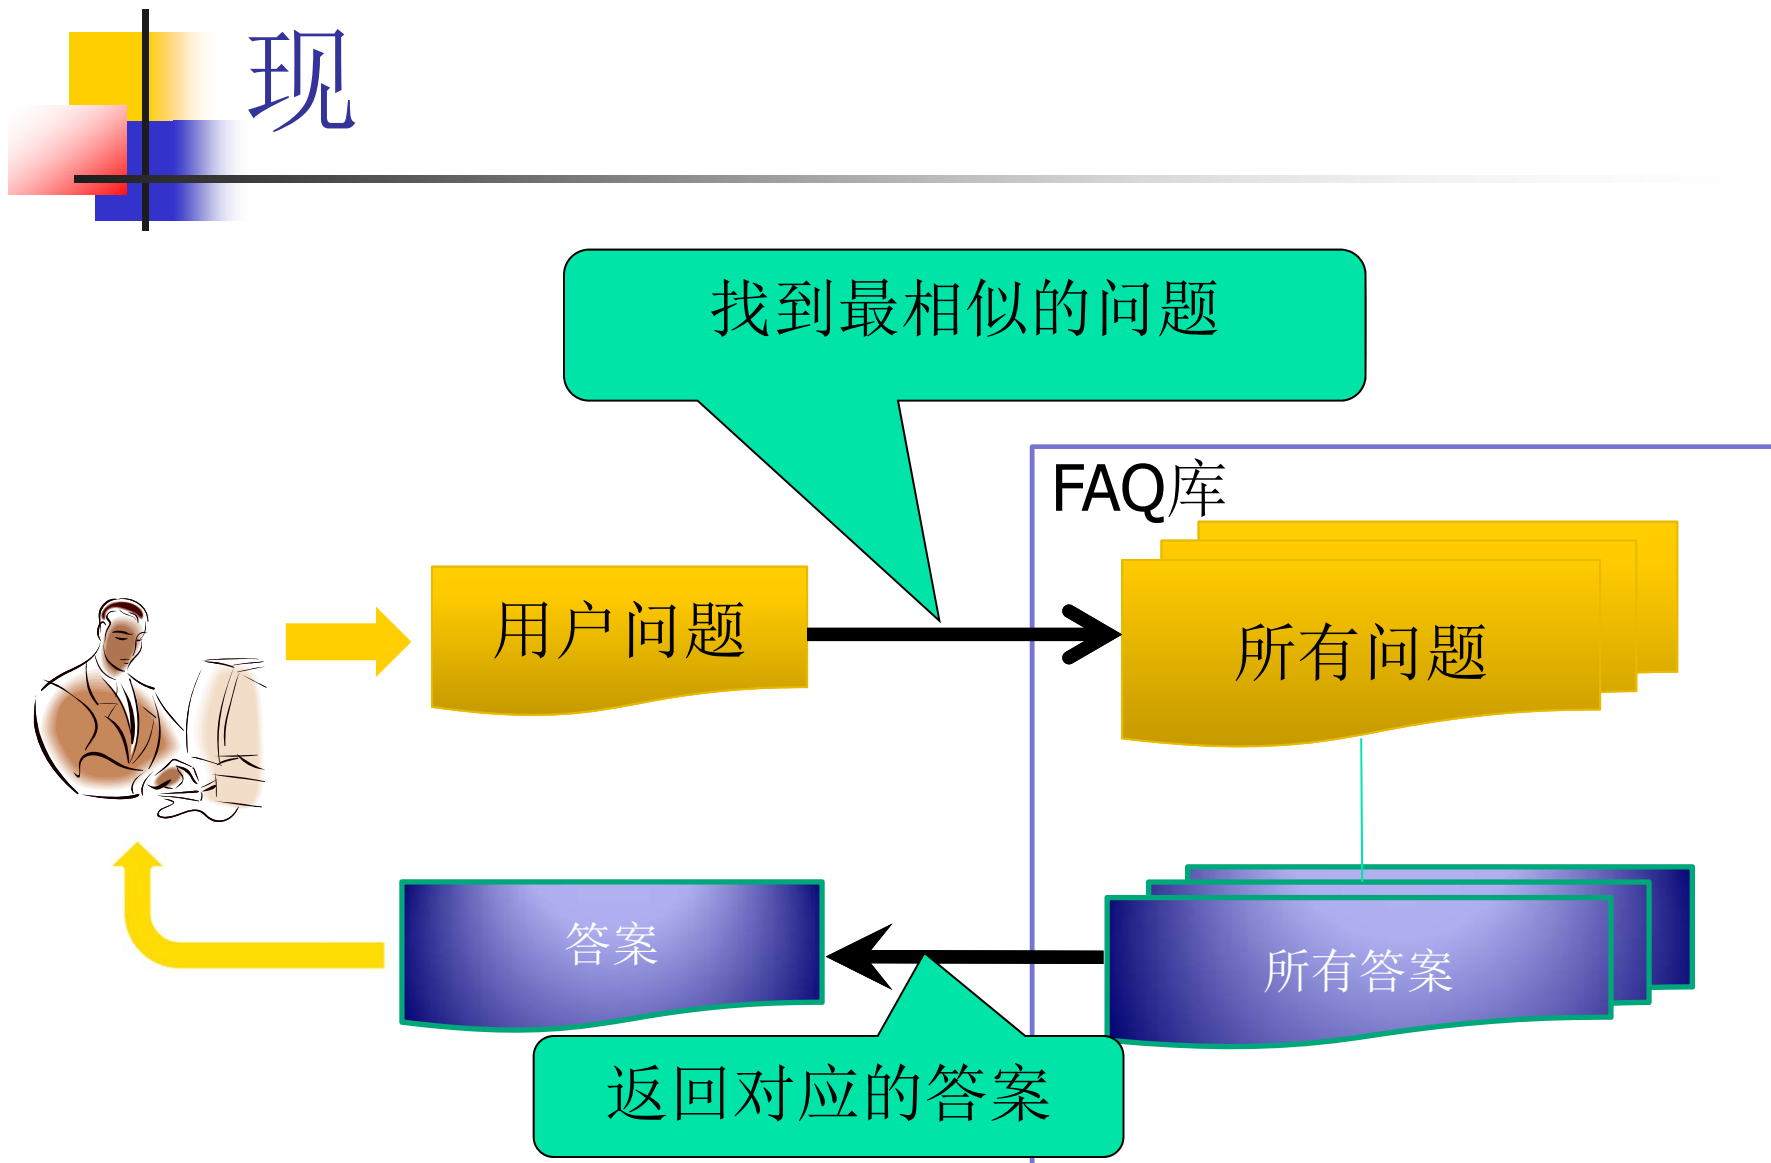 现
找到最相似的问题
FAQ库
用户问题
所有问题
答案
所有答案
返回对应的答案